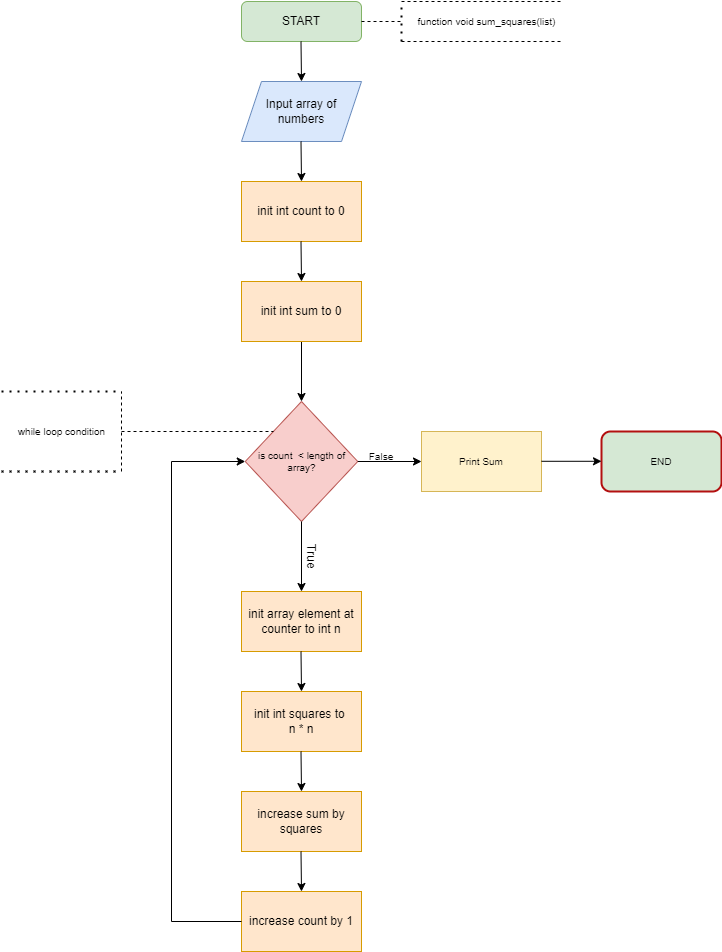 START
function void sum_squares(list)
Input array of
numbers
init int count to 0
init int sum to 0
while loop condition
is count < length of
array?
False
Print Sum
END
True
init array element at
counter to int n
init int squares to
n * n
increase sum by
squares
increase count by 1